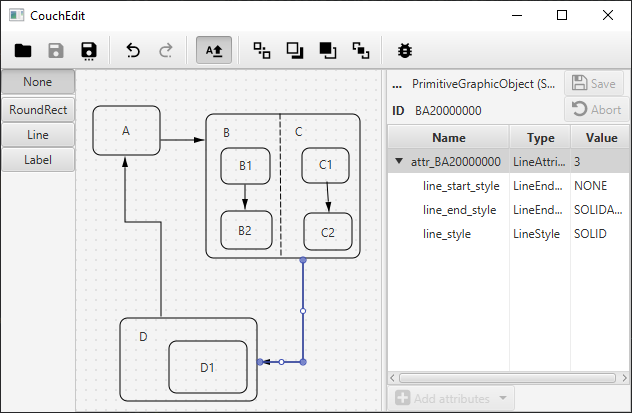 CouchEdit
A
None
RoundRect
Line
Label
A
B
C
B1
C1
B2
C2
D
D1
... PrimitiveGraphicObject (S...
Save
ID BA20000000
Abort
Name Type Value
attr_BA20000000 LineAttri... 3
line_start_style LineEnd... NONE
line_end_style LineEnd... SOLIDA...
line_style LineStyle SOLID
Add attributes